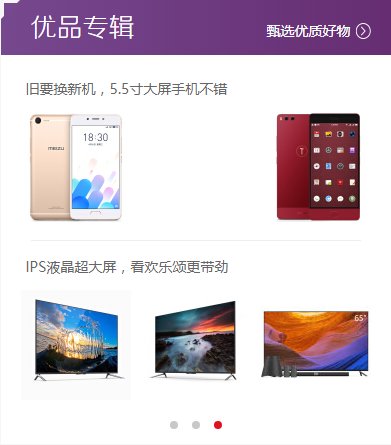 优品专辑
甄选优质好物
旧要换新机，5.5寸大屏手机不错
MEIZU
18:30
T
IPS液晶超大屏，看欢乐颂更带劲
65"